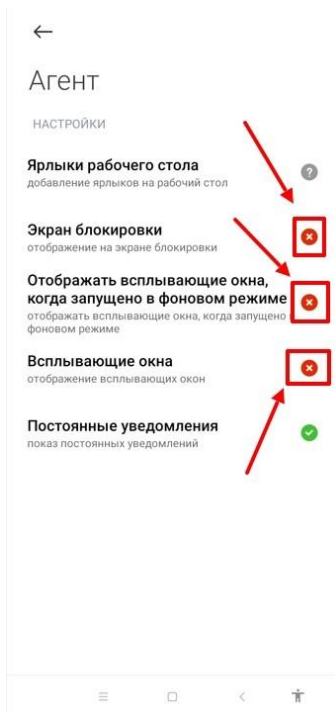 Агент
НАСТРОЙКИ
Ярлыки рабочего стола
добавление ярлыков на рабочий стол
Экран блокировки
отображение на экране блокировки
Отображать всплывающие окна,
когда запущено в фоновом режиме
отображать всплывающие окна, когда запущено в
фоновом режиме
Всплывающие окна
отображение всплывающих окон
Постоянные уведомления
показ постоянных уведомлений